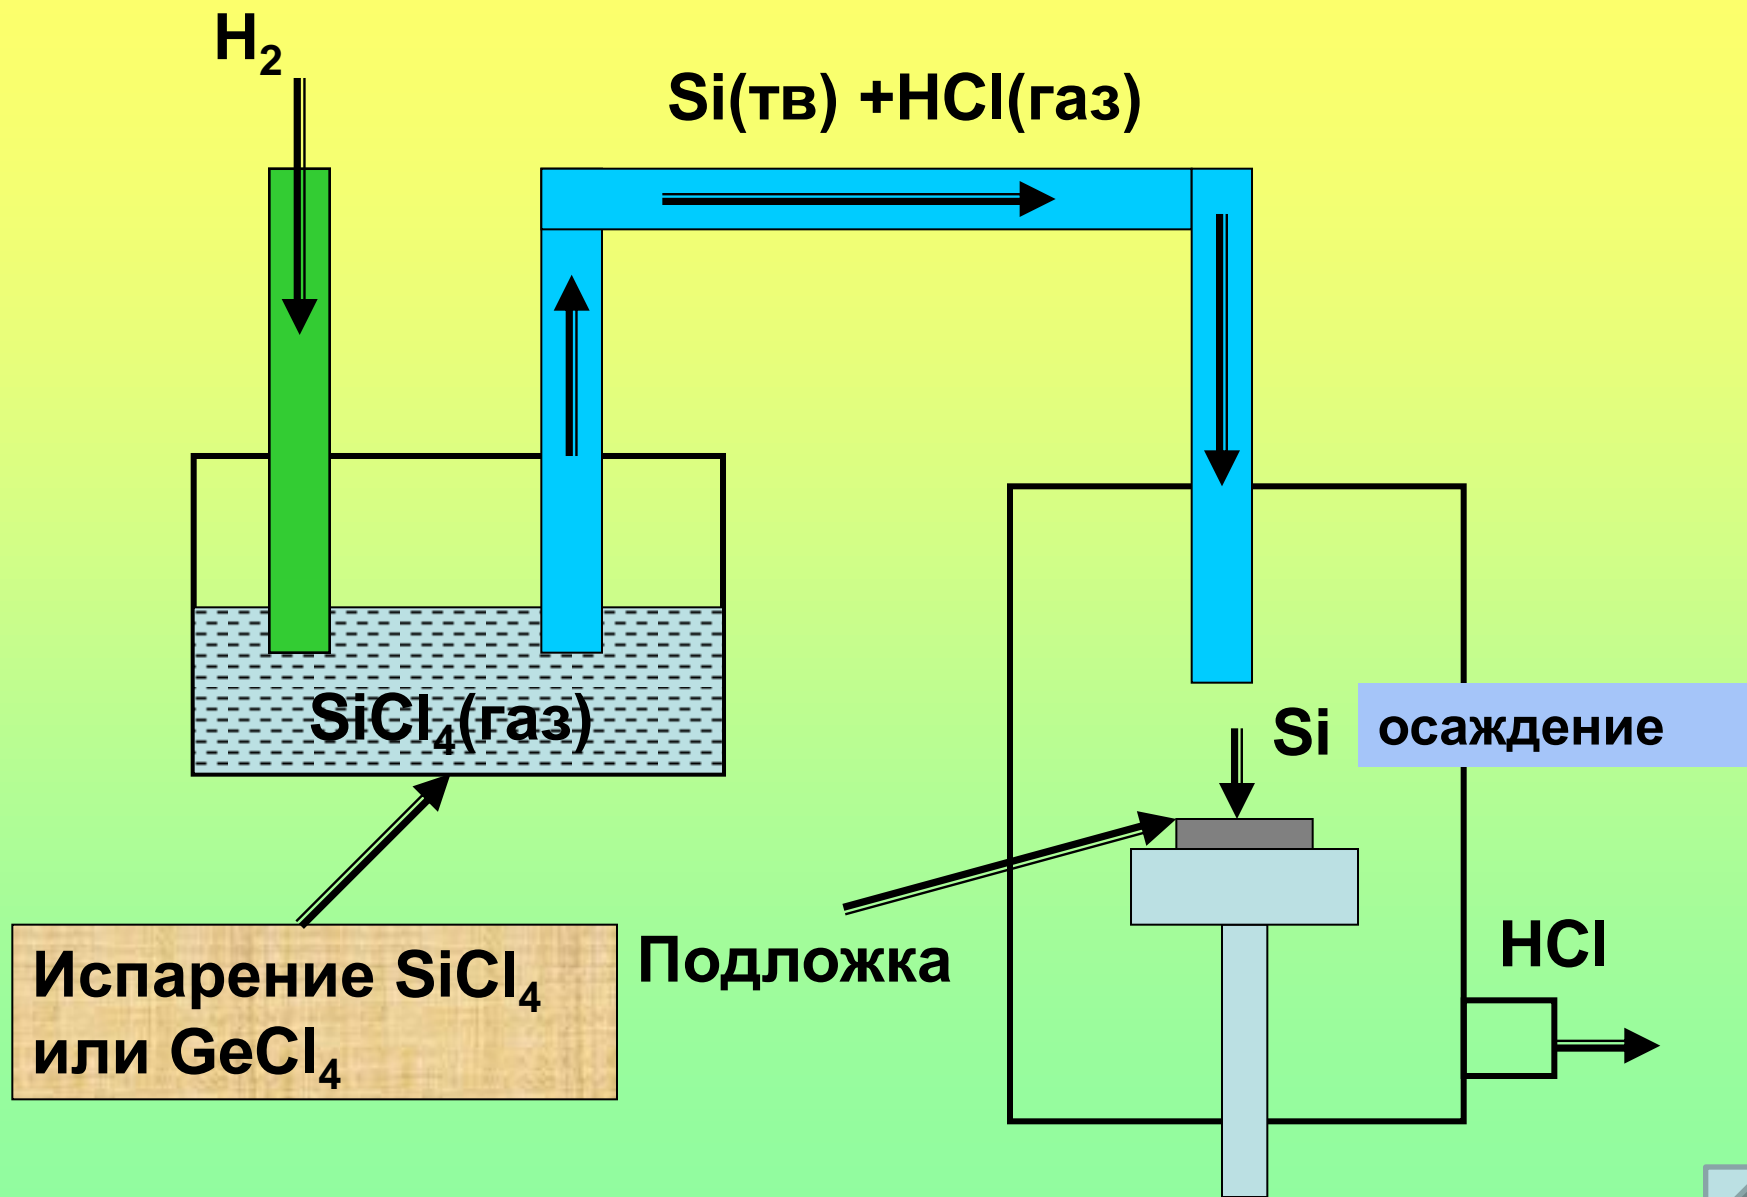 H₂
Si(тв) +HCl(газ)
SiCl₄(газ)
Si
осаждение
Испарение SiCl₄
или GeCl₄
Подложка
HCl